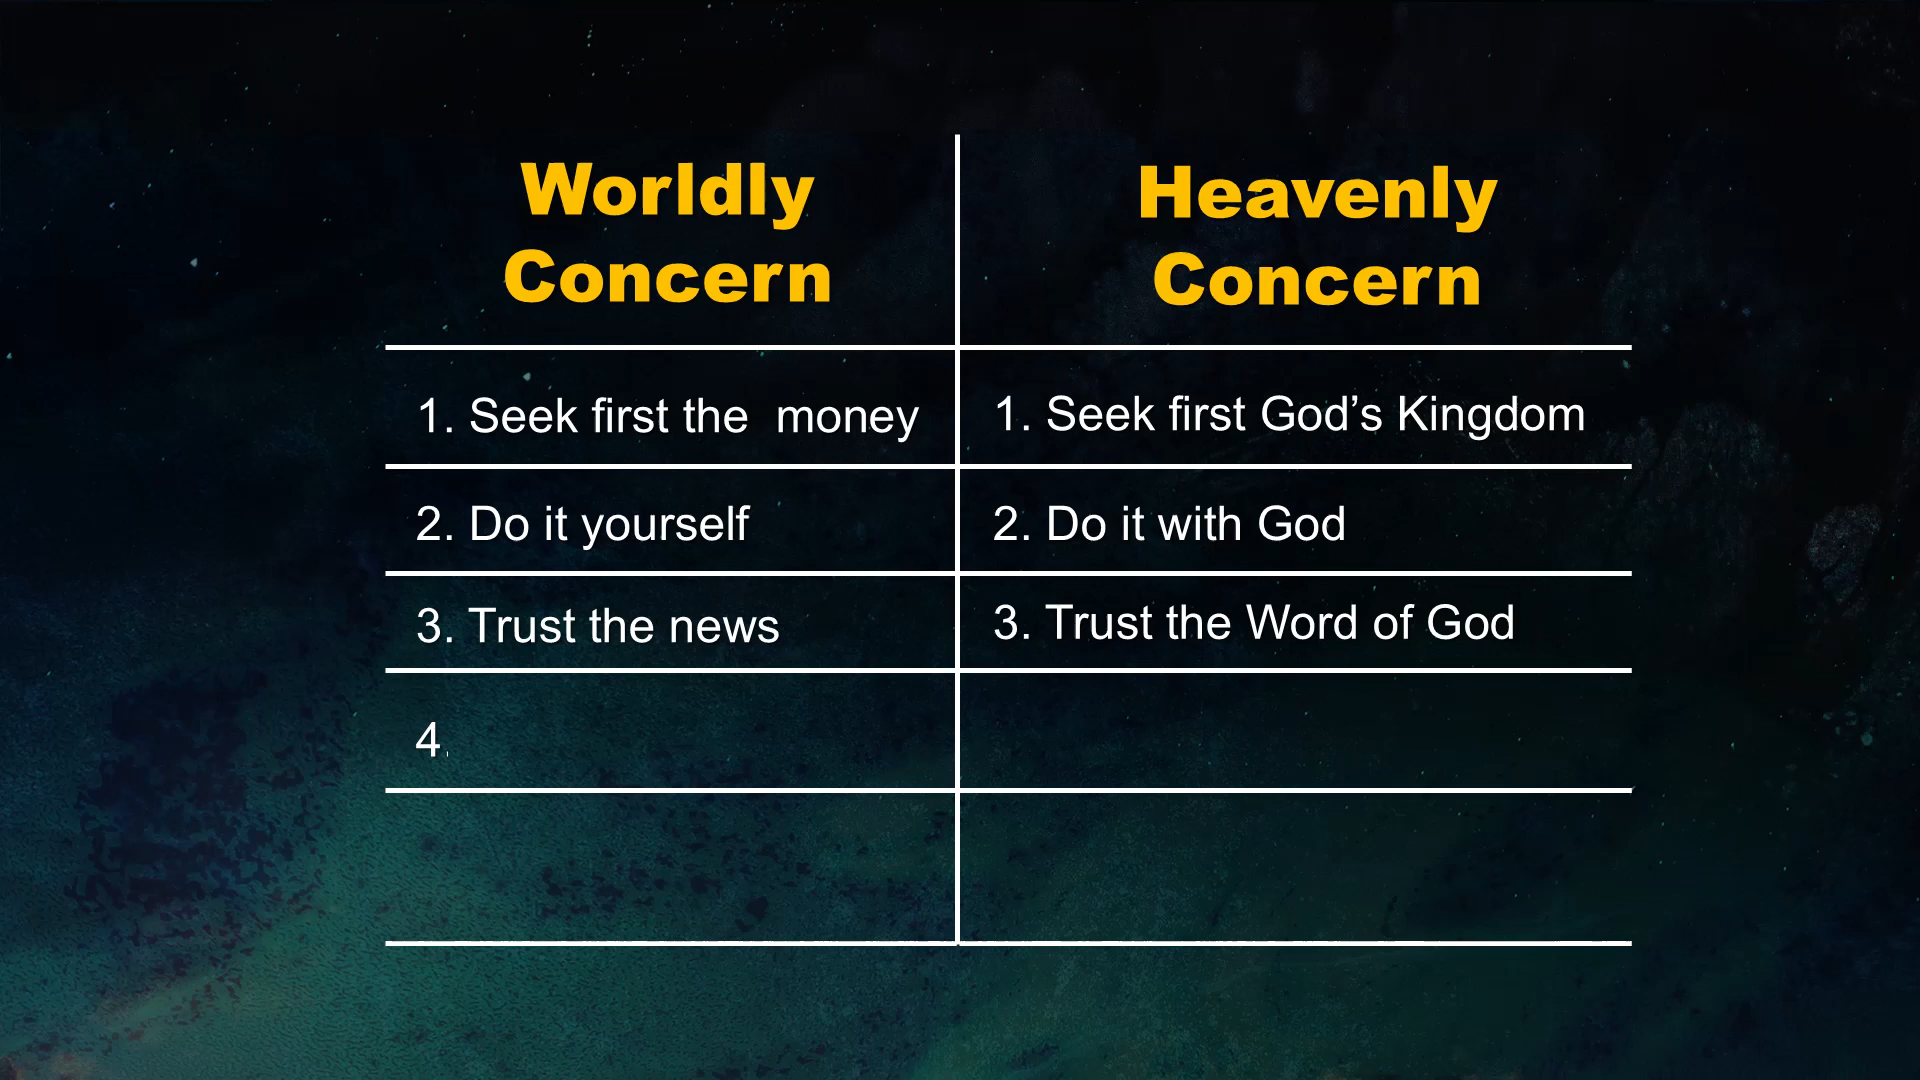 Worldly
Concern
Heavenly
Concern
1. Seek first the  money
1. Seek first God’s Kingdom
2. Do it yourself
2. Do it with God
3. Trust the news
3. Trust the Word of God
4.